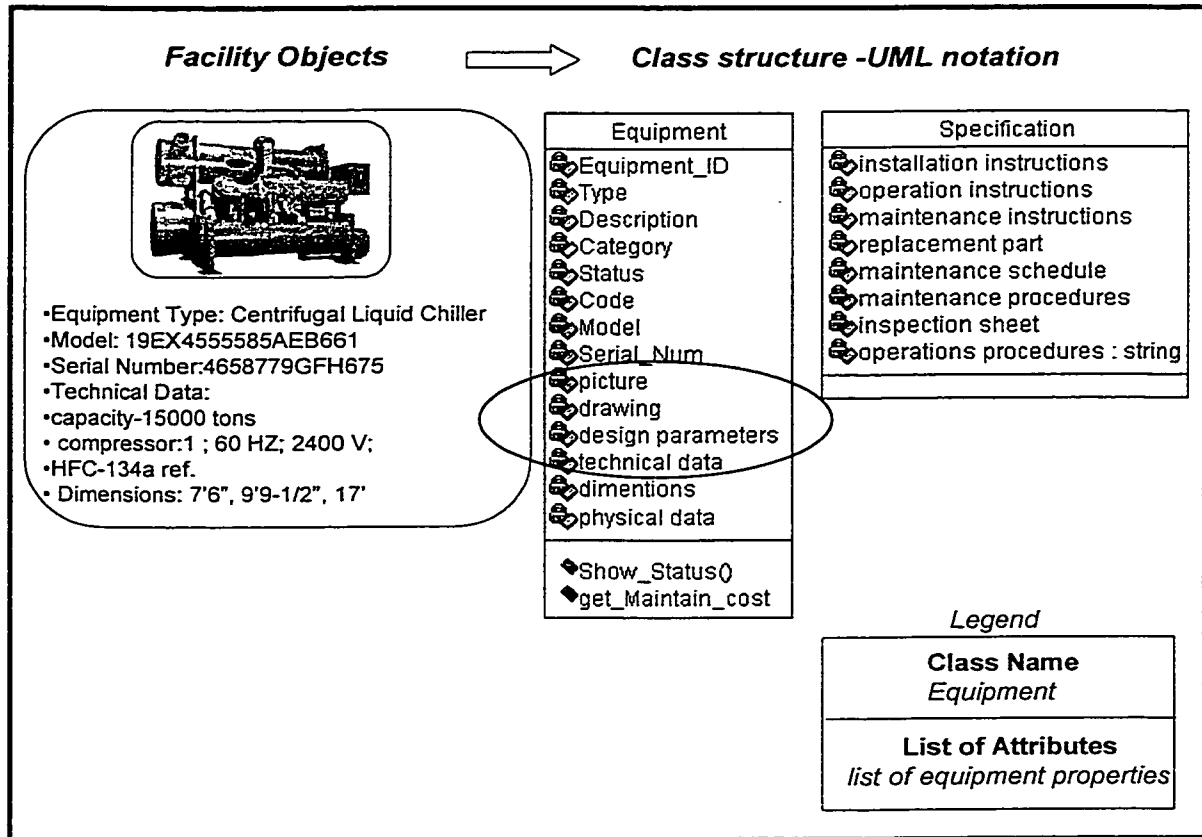 Facility Objects
Class structure -UML notation
•Equipment Type: Centrifugal Liquid Chiller
•Model: 19EX4555585AEB661
•Serial Number:4658779GFH675
•Technical Data:
•capacity-15000 tons
• compressor:1 ; 60 HZ; 2400 V;
•HFC-134a ref.
• Dimensions: 7'6", 9'9-1/2", 17'
Equipment
Equipment_ID
Type
Description
Category
Status
Code
Model
Serial_Num
picture
drawing
design parameters
technical data
dimentions
physical data
Show_Status()
get_Maintain_cost
Specification
installation instructions
operation instructions
maintenance instructions
replacement part
maintenance schedule
maintenance procedures
inspection sheet
operations procedures : string
Legend
Class Name
Equipment
List of Attributes
list of equipment properties